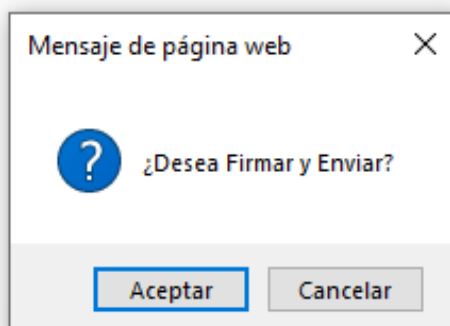 Mensaje de página web
¿Desea Firmar y Enviar?
Aceptar
Cancelar